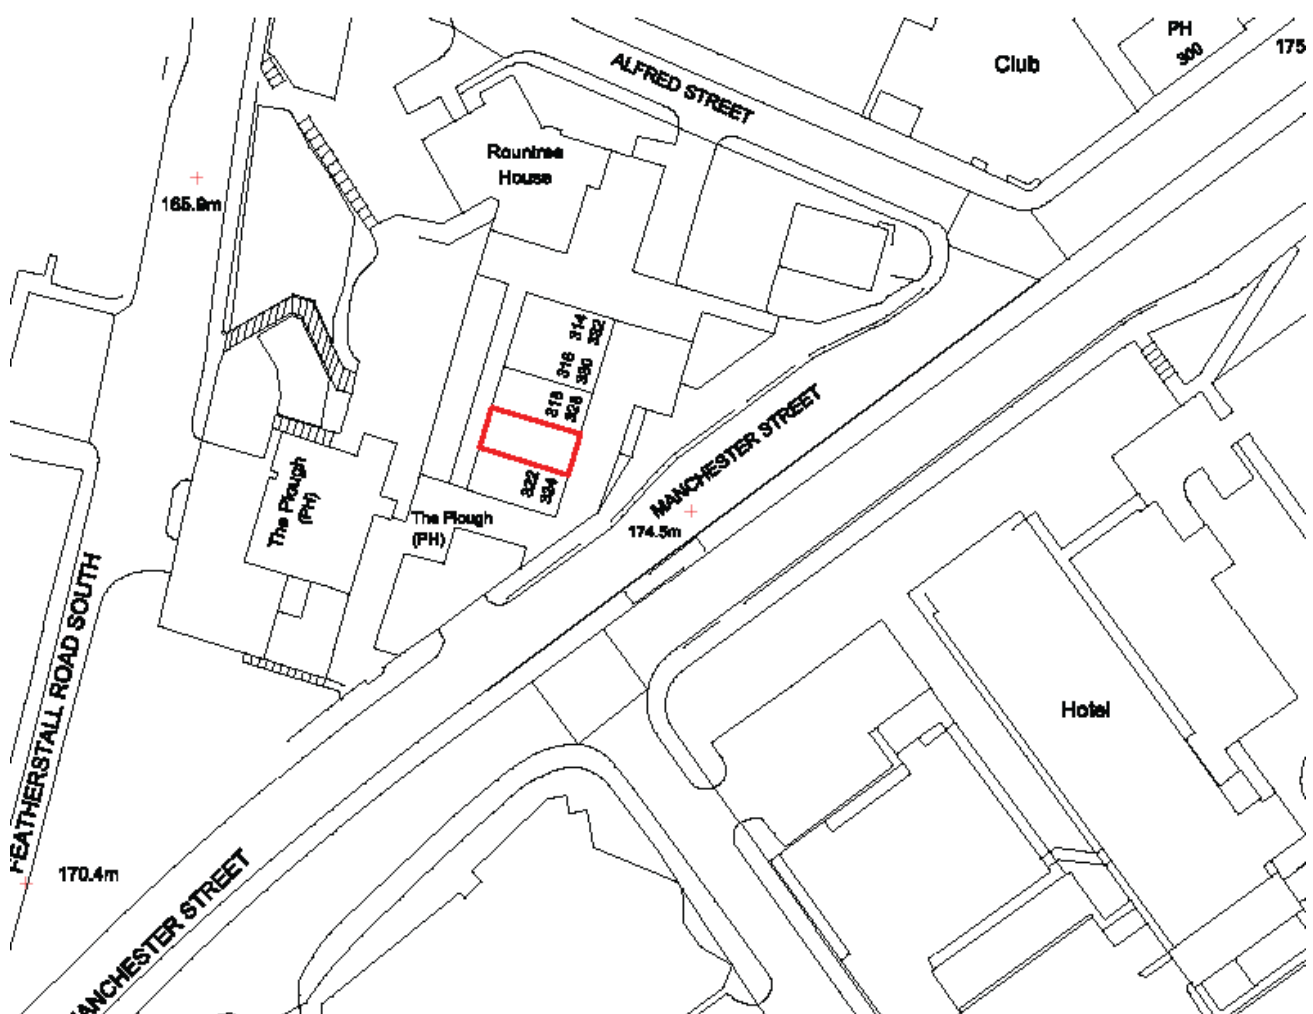 PH
300
175
Club
ALFRED STREET
Rountree
House
165.9m
314
332
316
330
318
328
MANCHESTER STREET
322
324
The Plough
(PH)
The Plough
(PH)
174.5m
FEATHERSTALL ROAD SOUTH
Hotel
170.4m
MANCHESTER STREET